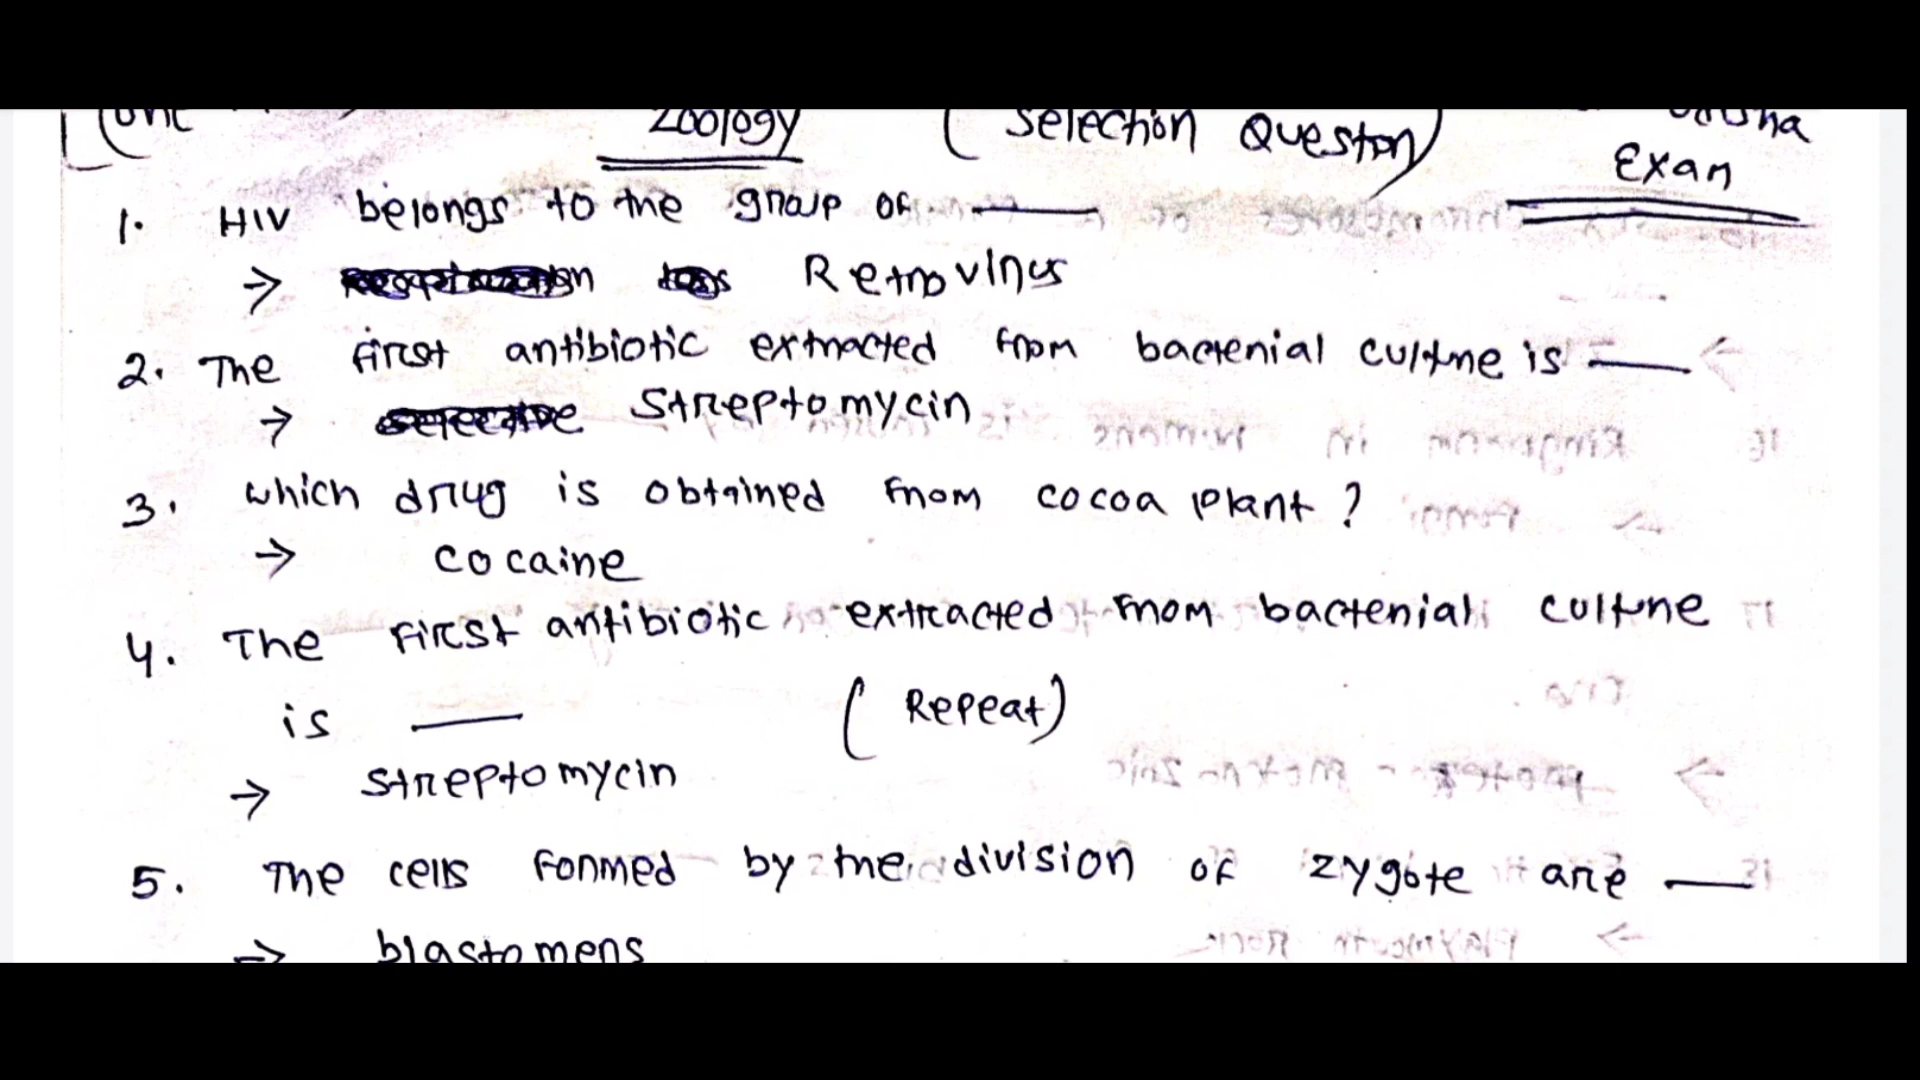 Zoology (Selection Question)
Exam
1. HIV belongs to the group of ——
→ Retrovirus
2. The first antibiotic extracted from bacterial culture is ——
→ Streptomycin
3. which drug is obtained from cocoa plant ?
→ cocaine
4. The first antibiotic extracted from bacterial culture
is —— (Repeat)
→ Streptomycin
5. The cells formed by the division of zygote are ——
→ blastomers